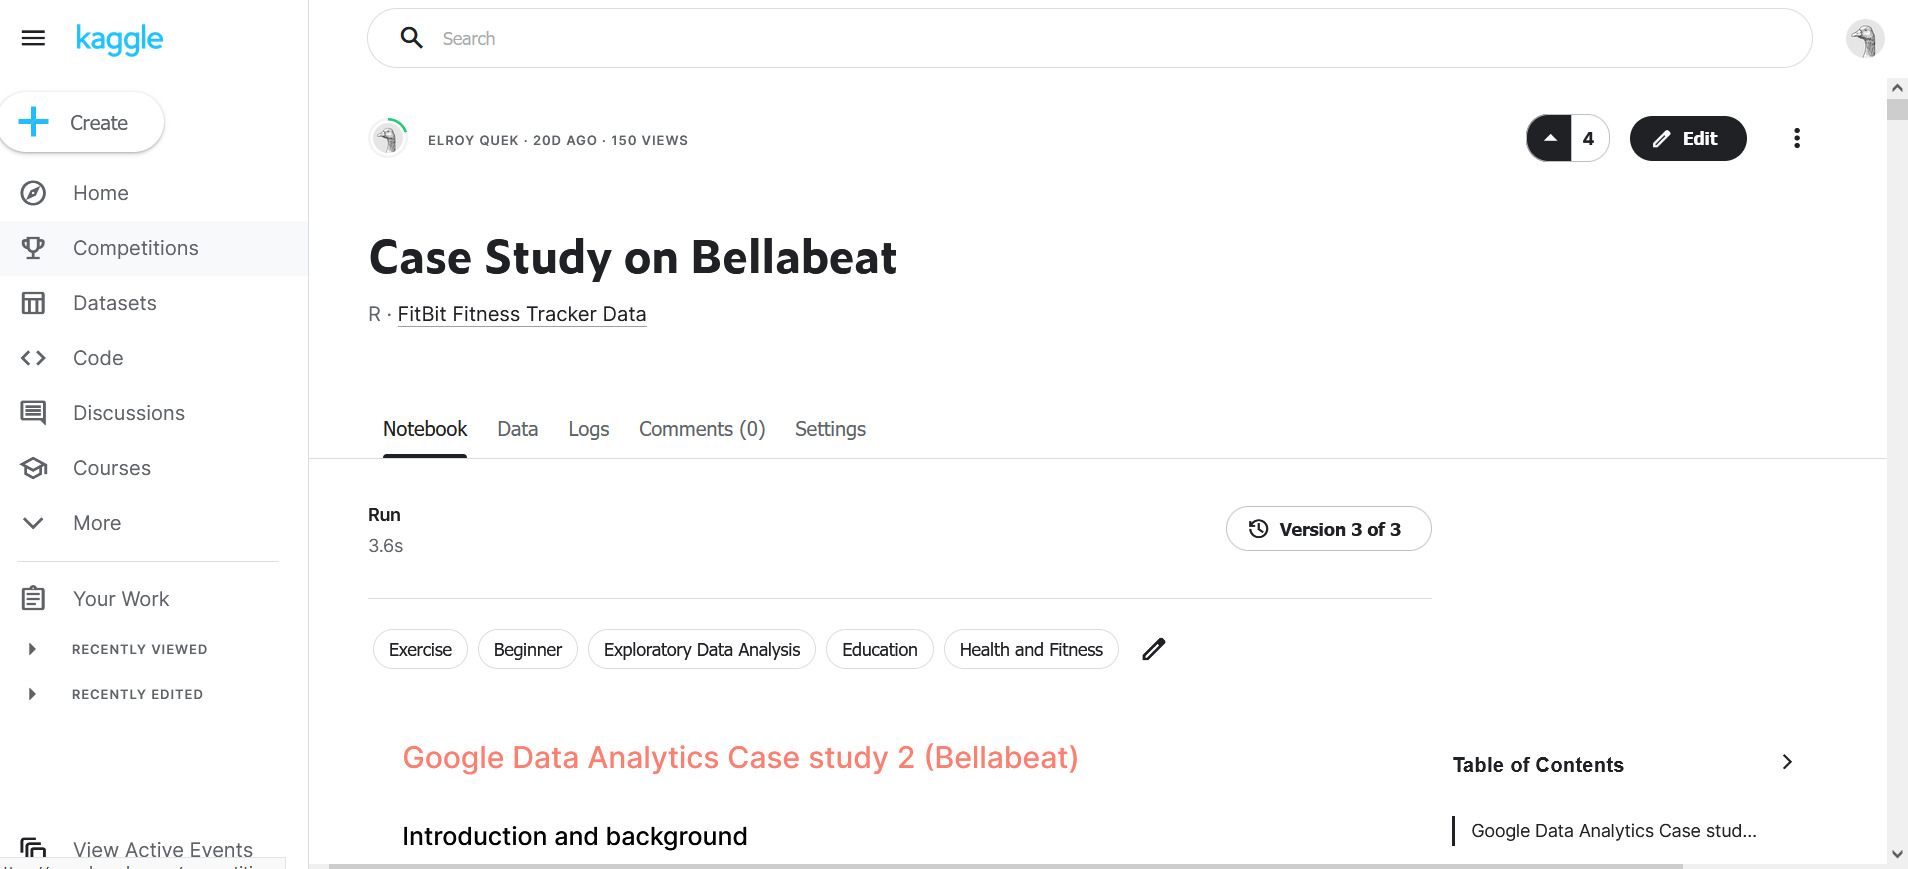 kaggle
Search
Create
Home
Competitions
Datasets
Code
Discussions
Courses
More
Your Work
RECENTLY VIEWED
RECENTLY EDITED
View Active Events
ELROY QUEK · 20D AGO · 150 VIEWS
4
Edit
Case Study on Bellabeat
R · FitBit Fitness Tracker Data
Notebook Data Logs Comments (0) Settings
Run
3.6s
Version 3 of 3
Exercise Beginner Exploratory Data Analysis Education Health and Fitness
Google Data Analytics Case study 2 (Bellabeat)
Introduction and background
Table of Contents
Google Data Analytics Case stud...